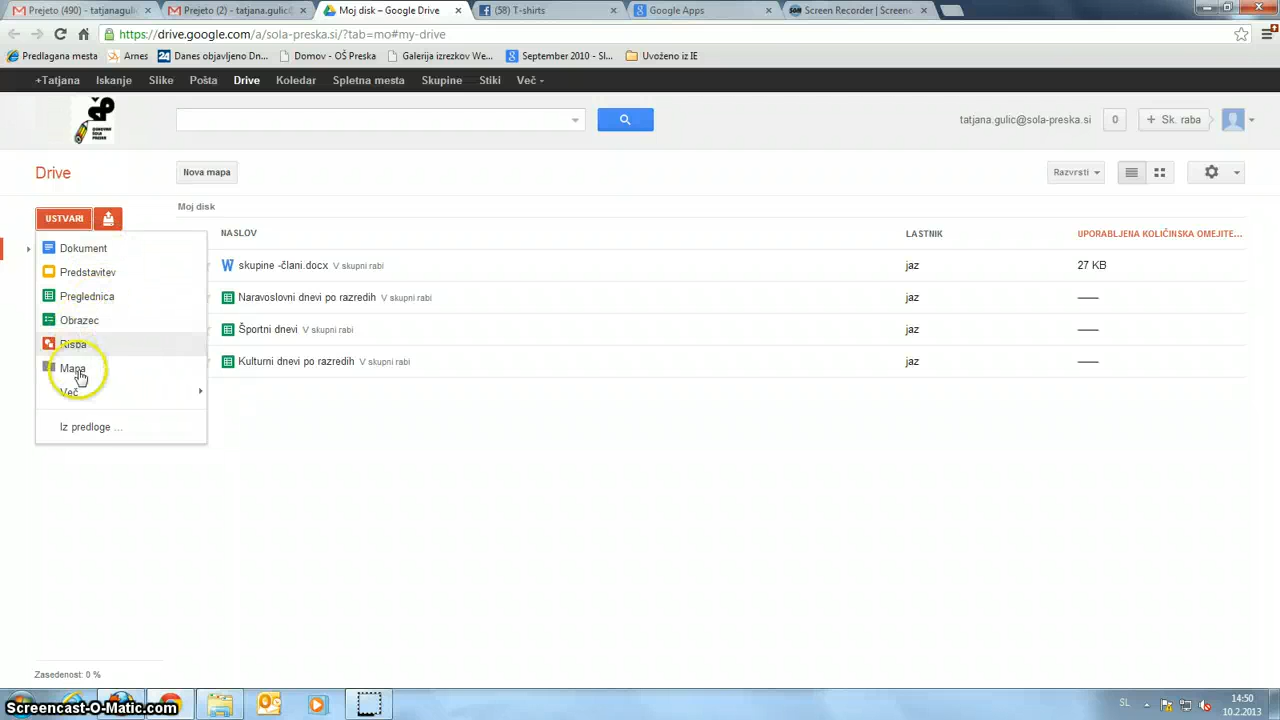 Prejeto (490) - tatjanagulic
Prejeto (2) - tatjana.gulic@
Moj disk – Google Drive
(58) T-shirts
Google Apps
Screen Recorder | Screenc
https://drive.google.com/a/sola-preska.si/?tab=mo#my-drive
Predlagana mesta
Arnes
24 Danes objavljeno Dn...
Domov - OŠ Preska
Galerija izrezkov We...
September 2010 - Sl...
Uvoženo iz IE
+Tatjana Iskanje Slike Pošta Drive Koledar Spletna mesta Skupine Stiki Več
OSNOVNA ŠOLA PRESKA
tatjana.gulic@sola-preska.si 0 + Sk. raba
Drive
Nova mapa
Razvrsti
USTVARI
Moj disk
NASLOV LASTNIK UPORABLJENA KOLIČINSKA OMEJITE...
Dokument
Predstavitev
Preglednica
Obrazec
Risba
Mapa
Več
Iz predloge ...
W skupine -člani.docx V skupni rabi jaz 27 KB
Naravoslovni dnevi po razredih V skupni rabi jaz —
Športni dnevi V skupni rabi jaz —
Kulturni dnevi po razredih V skupni rabi jaz —
Zasedenost: 0 %
Screencast-O-Matic.com
SL
14:50
10.2.2013